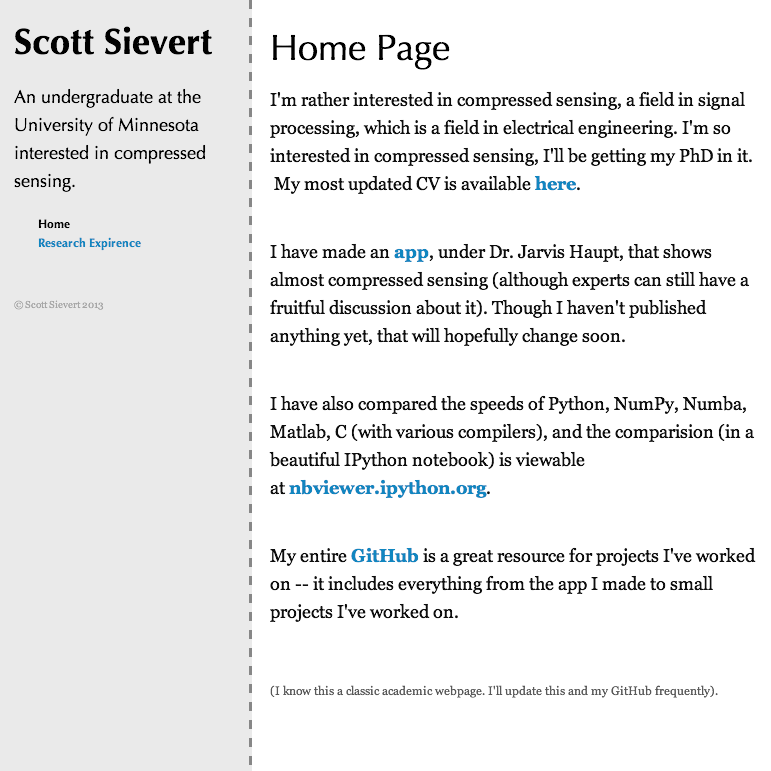 Scott Sievert
An undergraduate at the
University of Minnesota
interested in compressed
sensing.
Home
Research Expirence
© Scott Sievert 2013
Home Page
I'm rather interested in compressed sensing, a field in signal
processing, which is a field in electrical engineering. I'm so
interested in compressed sensing, I'll be getting my PhD in it.
My most updated CV is available here.
I have made an app, under Dr. Jarvis Haupt, that shows
almost compressed sensing (although experts can still have a
fruitful discussion about it). Though I haven't published
anything yet, that will hopefully change soon.
I have also compared the speeds of Python, NumPy, Numba,
Matlab, C (with various compilers), and the comparision (in a
beautiful IPython notebook) is viewable
at nbviewer.ipython.org.
My entire GitHub is a great resource for projects I've worked
on -- it includes everything from the app I made to small
projects I've worked on.
(I know this a classic academic webpage. I'll update this and my GitHub frequently).